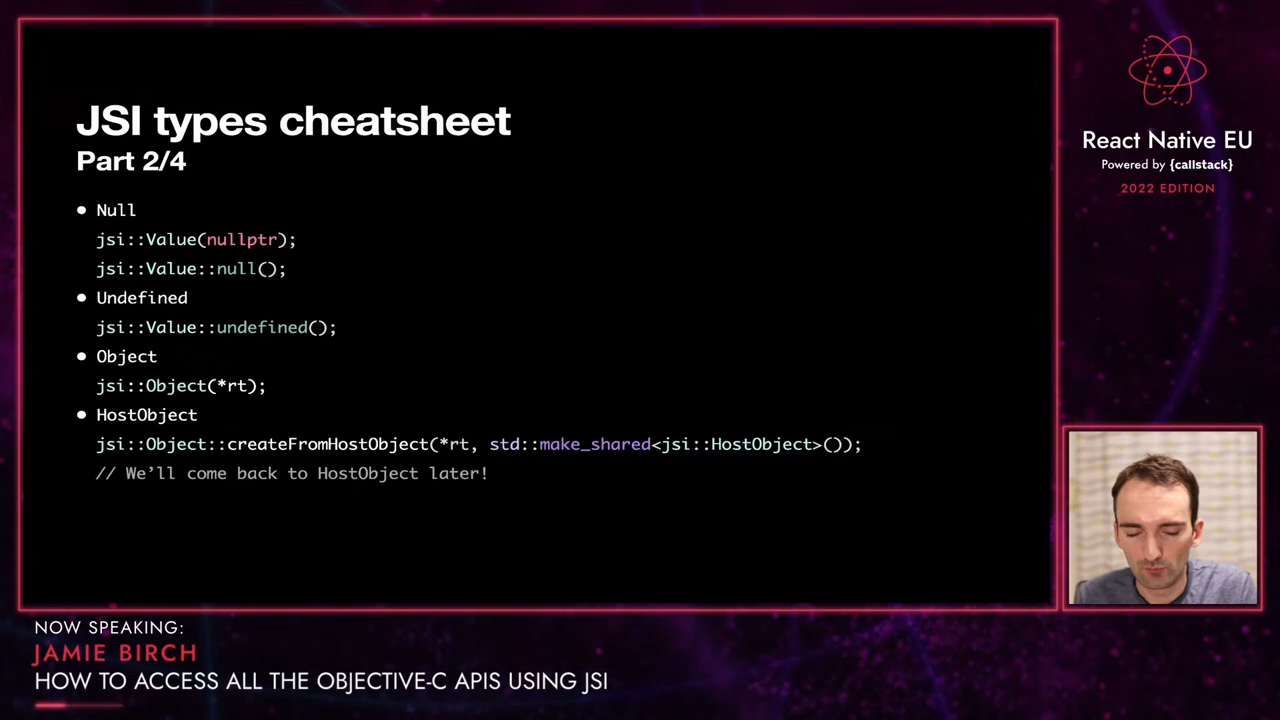 JSI types cheatsheet
Part 2/4
• Null
jsi::Value(nullptr);
jsi::Value::null();
• Undefined
jsi::Value::undefined();
• Object
jsi::Object(*rt);
• HostObject
jsi::Object::createFromHostObject(*rt, std::make_shared<jsi::HostObject>());
// We’ll come back to HostObject later!
React Native EU
Powered by {callstack}
2022 EDITION
NOW SPEAKING:
JAMIE BIRCH
HOW TO ACCESS ALL THE OBJECTIVE-C APIS USING JSI